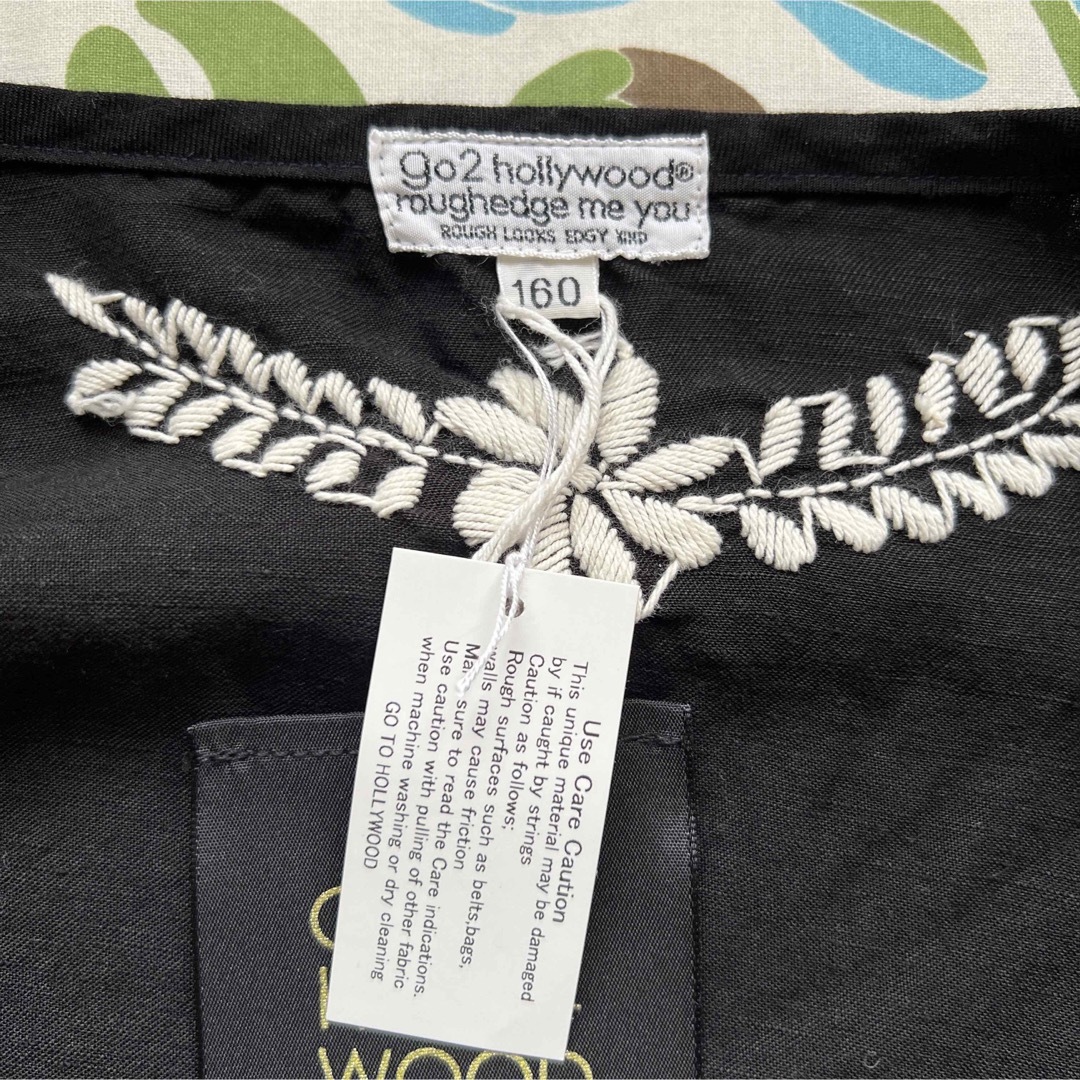 go2 hollywood®
roughedge me you
ROUGH LOOKS EDGY
160
Use Care Caution
This unique material may be damaged
by if caught by strings
Caution as follows;
Rough surfaces such as belts,bags,
walls may cause friction
sure to read the Care indications.
Use caution with pulling of other fabric
when machine washing or dry cleaning
GO TO HOLLYWOOD
WOOD